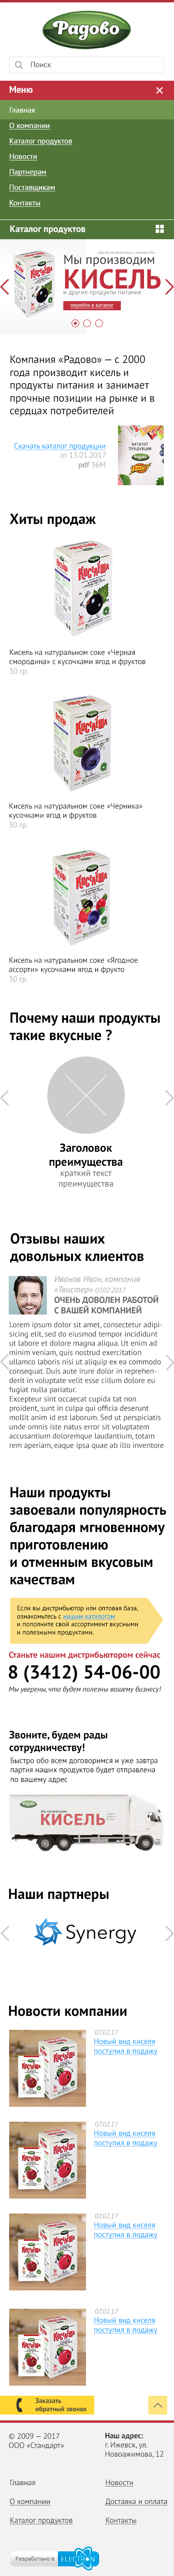 Радово
Поиск
Меню
Главная
О компании
Каталог продуктов
Новости
Партнерам
Поставщикам
Контакты
Каталог продуктов
Мы производим
КИСЕЛЬ
и другие продукты питания
перейти в каталог
Компания «Радово» — с 2000
года производит кисель и
продукты питания и занимает
прочные позиции на рынке и в
сердцах потребителей
Скачать каталог продукции
от 13.01.2017
pdf 36М
КАТАЛОГ
ПРОДУКЦИИ
Хиты продаж
Кисель на натуральном соке «Черная
смородина» с кусочками ягод и фруктов
30 гр.
Кисель на натуральном соке «Черника»
кусочками ягод и фруктов
30 гр.
Кисель на натуральном соке «Ягодное
ассорти» кусочками ягод и фрукто
30 гр.
Почему наши продукты
такие вкусные ?
Заголовок
преимущества
краткий текст
преимущества
Отзывы наших
довольных клиентов
Иванов Иван, компания
«Твистер» 07.02.2017
ОЧЕНЬ ДОВОЛЕН РАБОТОЙ
С ВАШЕЙ КОМПАНИЕЙ
Lorem ipsum dolor sit amet, consectetur adipi-
sicing elit, sed do eiusmod tempor incididunt
ut labore et dolore magna aliqua. Ut enim ad
minim veniam, quis nostrud exercitation
ullamco laboris nisi ut aliquip ex ea commodo
consequat. Duis aute irure dolor in reprehen-
derit in voluptate velit esse cillum dolore eu
fugiat nulla pariatur.
Excepteur sint occaecat cupida tat non
proident, sunt in culpa qui officia deserunt
mollit anim id est laborum. Sed ut perspiciatis
unde omnis iste natus error sit voluptatem
accusantium doloremque laudantium, totam
rem aperiam, eaque ipsa quae ab illo inventore
Наши продукты
завоевали популярность
благодаря мгновенному
приготовлению
и отменным вкусовым
качествам
Если вы дистрибьютор или оптовая база,
ознакомьтесь с нашим каталогом
и пополните свой ассортимент вкусными
и полезными продуктами.
Станьте нашим дистрибьютором сейчас
8 (3412) 54-06-00
Мы уверены, что будем полезны вашему бизнесу!
Звоните, будем рады
сотрудничеству!
Быстро обо всем договоримся и уже завтра
партия наших продуктов будет отправлена
по вашему адрес
Мы производим
КИСЕЛЬ
Наши партнеры
Synergy
Новости компании
07.02.17
Новый вид киселя
поступил в подажу
07.02.17
Новый вид киселя
поступил в подажу
07.02.17
Новый вид киселя
поступил в подажу
07.02.17
Новый вид киселя
поступил в подажу
Заказать
обратный звонок
© 2009 — 2017
ООО «Стандарт»
Наш адрес:
г. Ижевск, ул.
Новоажимова, 12
Главная
О компании
Каталог продуктов
Новости
Доставка и оплата
Контакты
Разработано в ELECTRON